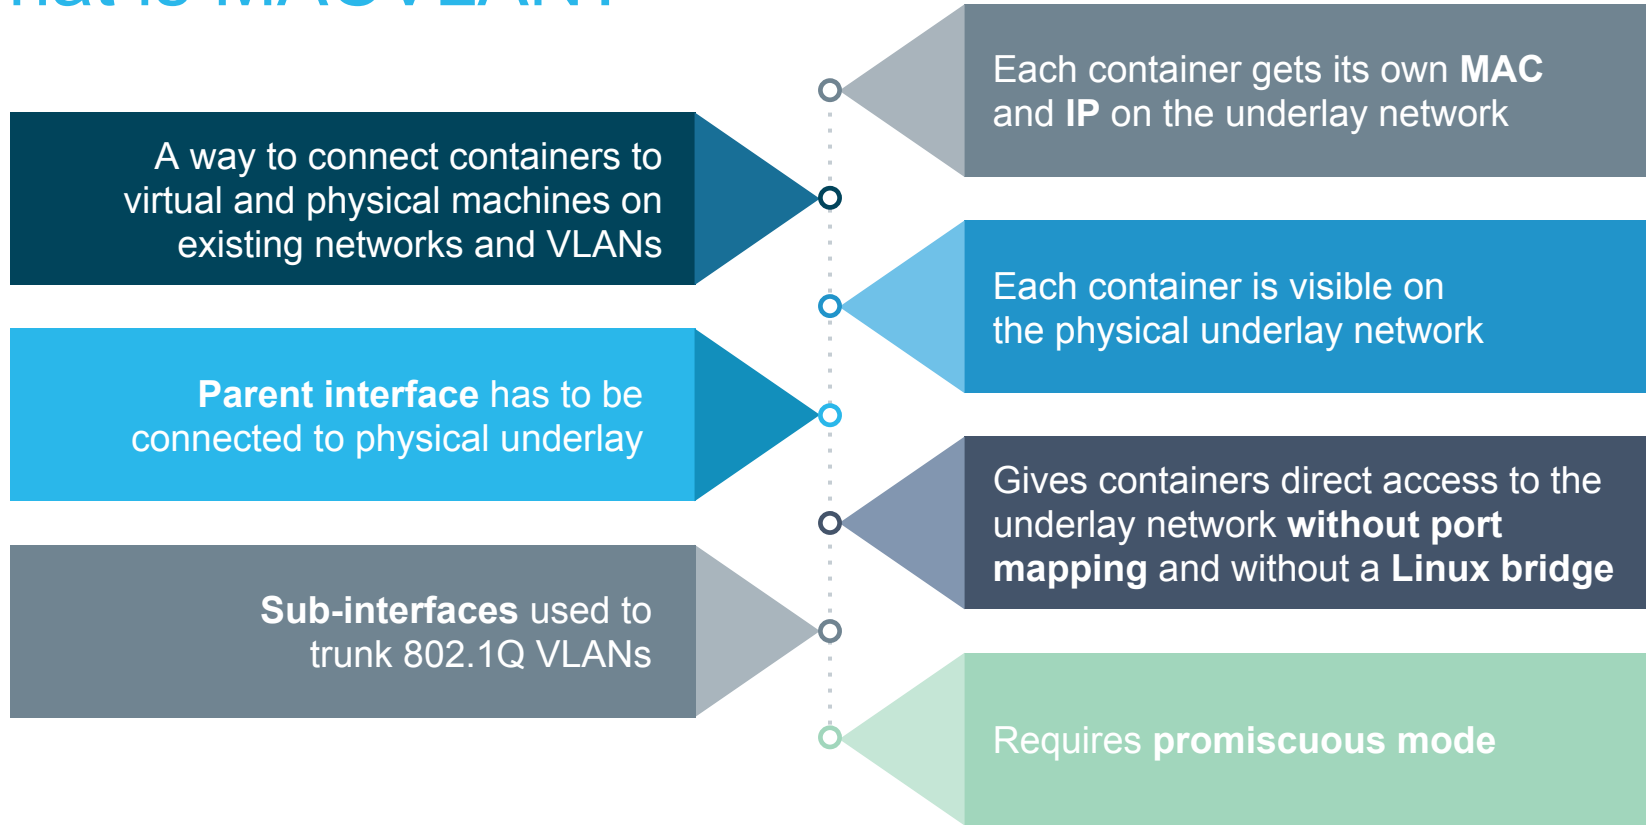 hat is MACVLAN?
Each container gets its own MAC
and IP on the underlay network
A way to connect containers to
virtual and physical machines on
existing networks and VLANs
Each container is visible on
the physical underlay network
Parent interface has to be
connected to physical underlay
Gives containers direct access to the
underlay network without port
mapping and without a Linux bridge
Sub-interfaces used to
trunk 802.1Q VLANs
Requires promiscuous mode